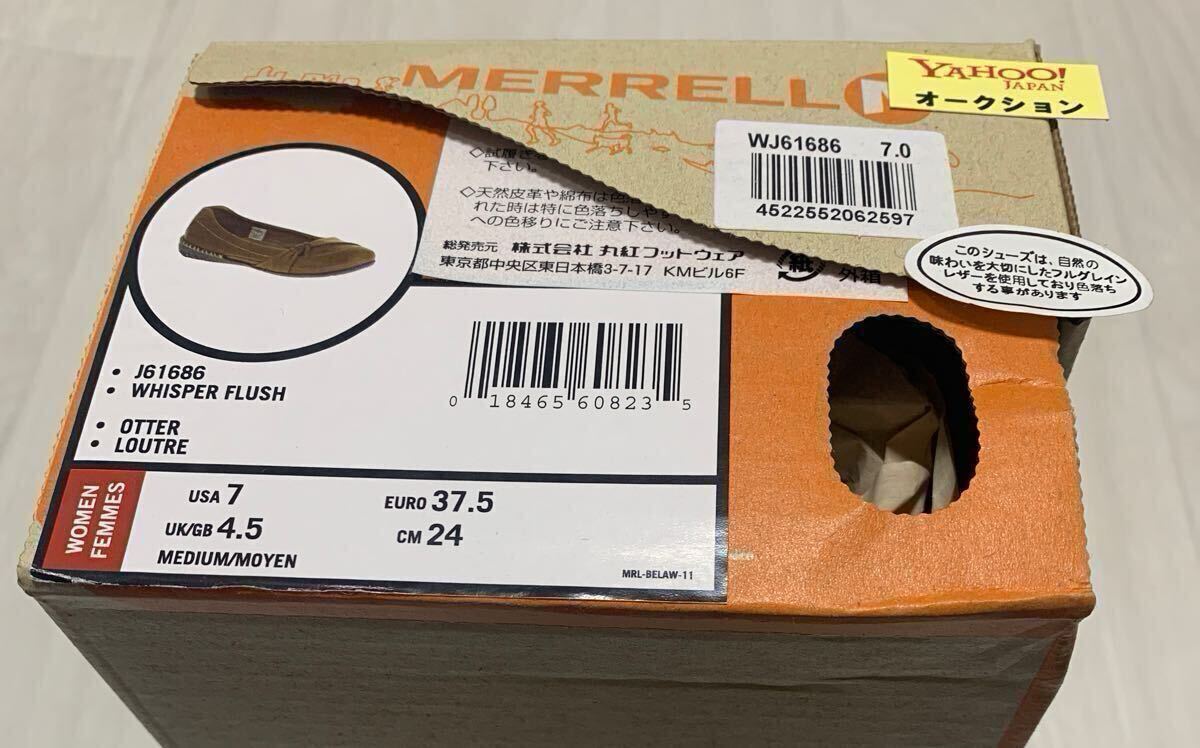 MERRELL
YAHOO!
JAPAN
オークション
WJ61686 7.0
4522552062597
下さい。
◇天然皮革や綿布は
れた時は特に色落ちしやす
への色移りにご注意下さい。
総発売元 株式会社 丸紅フットウェア
東京都中央区東日本橋3-7-17 KMビル6F
紙 外箱
このシューズは、自然の
味わいを大切にしたフルグレイン
レザーを使用しており色落ち
する事があります
• J61686
• WHISPER FLUSH
• OTTER
• LOUTRE
0 18465 60823 5
WOMEN
FEMMES
USA 7 EURO 37.5
UK/GB 4.5 CM 24
MEDIUM/MOYEN
MRL-BELAW-11